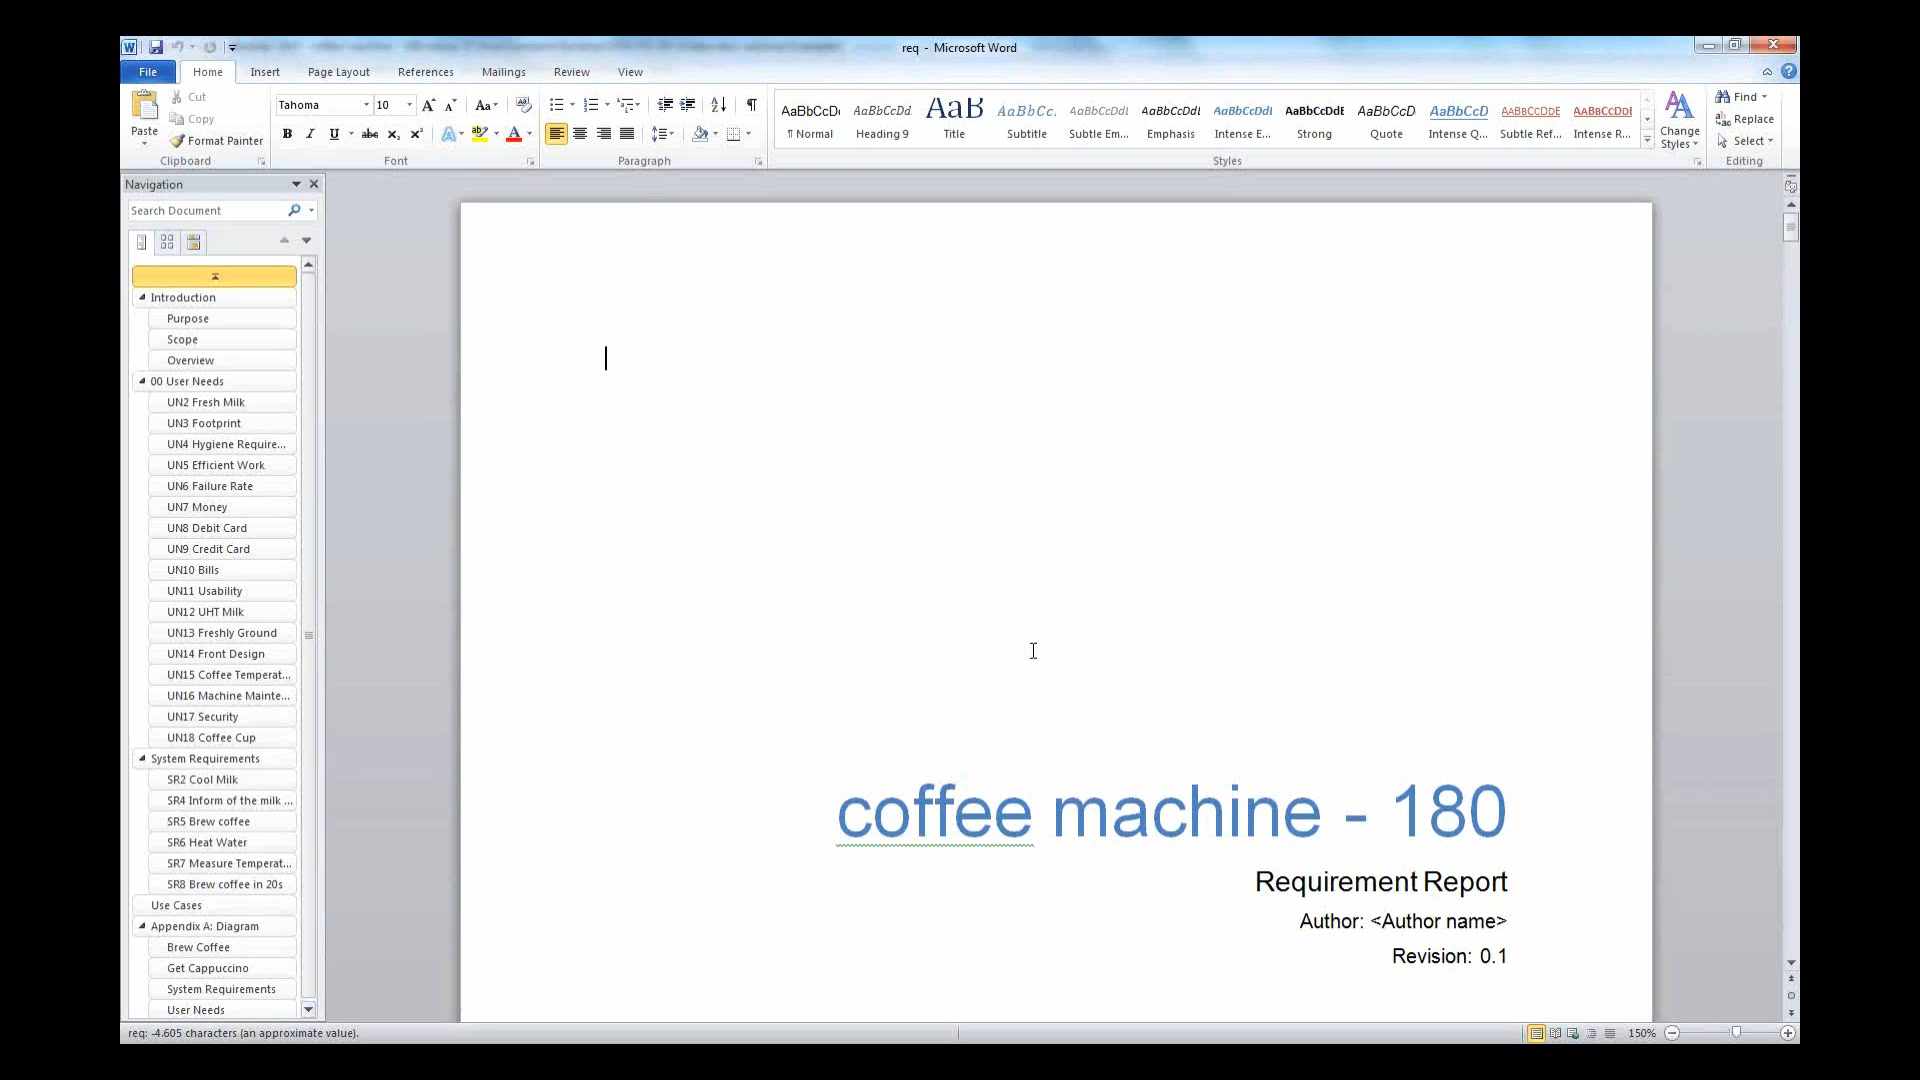 req - Microsoft Word
File Home Insert Page Layout References Mailings Review View
Paste
Cut
Copy
Format Painter
Clipboard
Tahoma 10
Font
Paragraph
AaBbCcDc AaBbCcDd. AaB AaBbCc. AaBbCcDdl AaBbCcDdl AaBbCcDdl AaBbCcDdE AaBbCcD AaBbCcD AABBCCDDE AABBCCDDI
¶ Normal Heading 9 Title Subtitle Subtle Em... Emphasis Intense E... Strong Quote Intense Q... Subtle Ref... Intense R...
Styles
Change Styles
Find
Replace
Select
Editing
Navigation
Search Document
Introduction
Purpose
Scope
Overview
00 User Needs
UN2 Fresh Milk
UN3 Footprint
UN4 Hygiene Require...
UN5 Efficient Work
UN6 Failure Rate
UN7 Money
UN8 Debit Card
UN9 Credit Card
UN10 Bills
UN11 Usability
UN12 UHT Milk
UN13 Freshly Ground
UN14 Front Design
UN15 Coffee Temperat...
UN16 Machine Mainte...
UN17 Security
UN18 Coffee Cup
System Requirements
SR2 Cool Milk
SR4 Inform of the milk ...
SR5 Brew coffee
SR6 Heat Water
SR7 Measure Temperat...
SR8 Brew coffee in 20s
Use Cases
Appendix A: Diagram
Brew Coffee
Get Cappuccino
System Requirements
User Needs
coffee machine - 180
Requirement Report
Author: <Author name>
Revision: 0.1
req: -4.605 characters (an approximate value).
150%